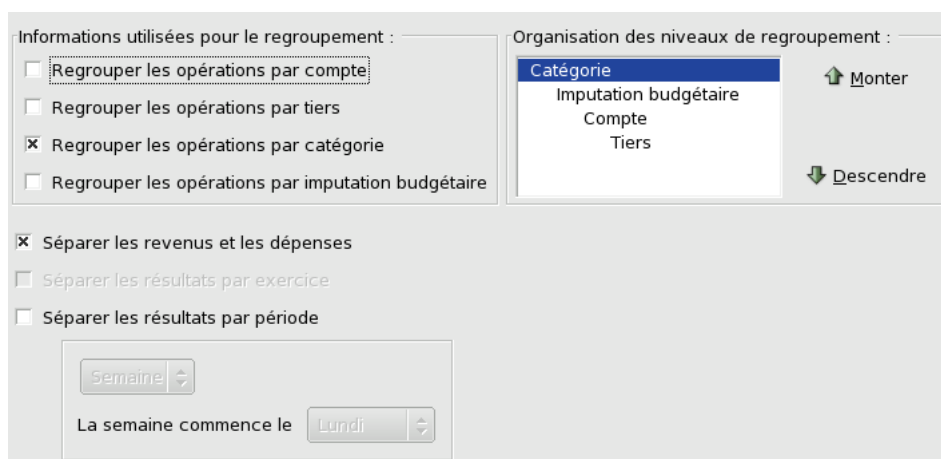 Informations utilisées pour le regroupement :
Regrouper les opérations par compte
Regrouper les opérations par tiers
Regrouper les opérations par catégorie
Regrouper les opérations par imputation budgétaire
Organisation des niveaux de regroupement :
Catégorie
Imputation budgétaire
Compte
Tiers
Monter
Descendre
Séparer les revenus et les dépenses
Séparer les résultats par exercice
Séparer les résultats par période
Semaine
La semaine commence le Lundi